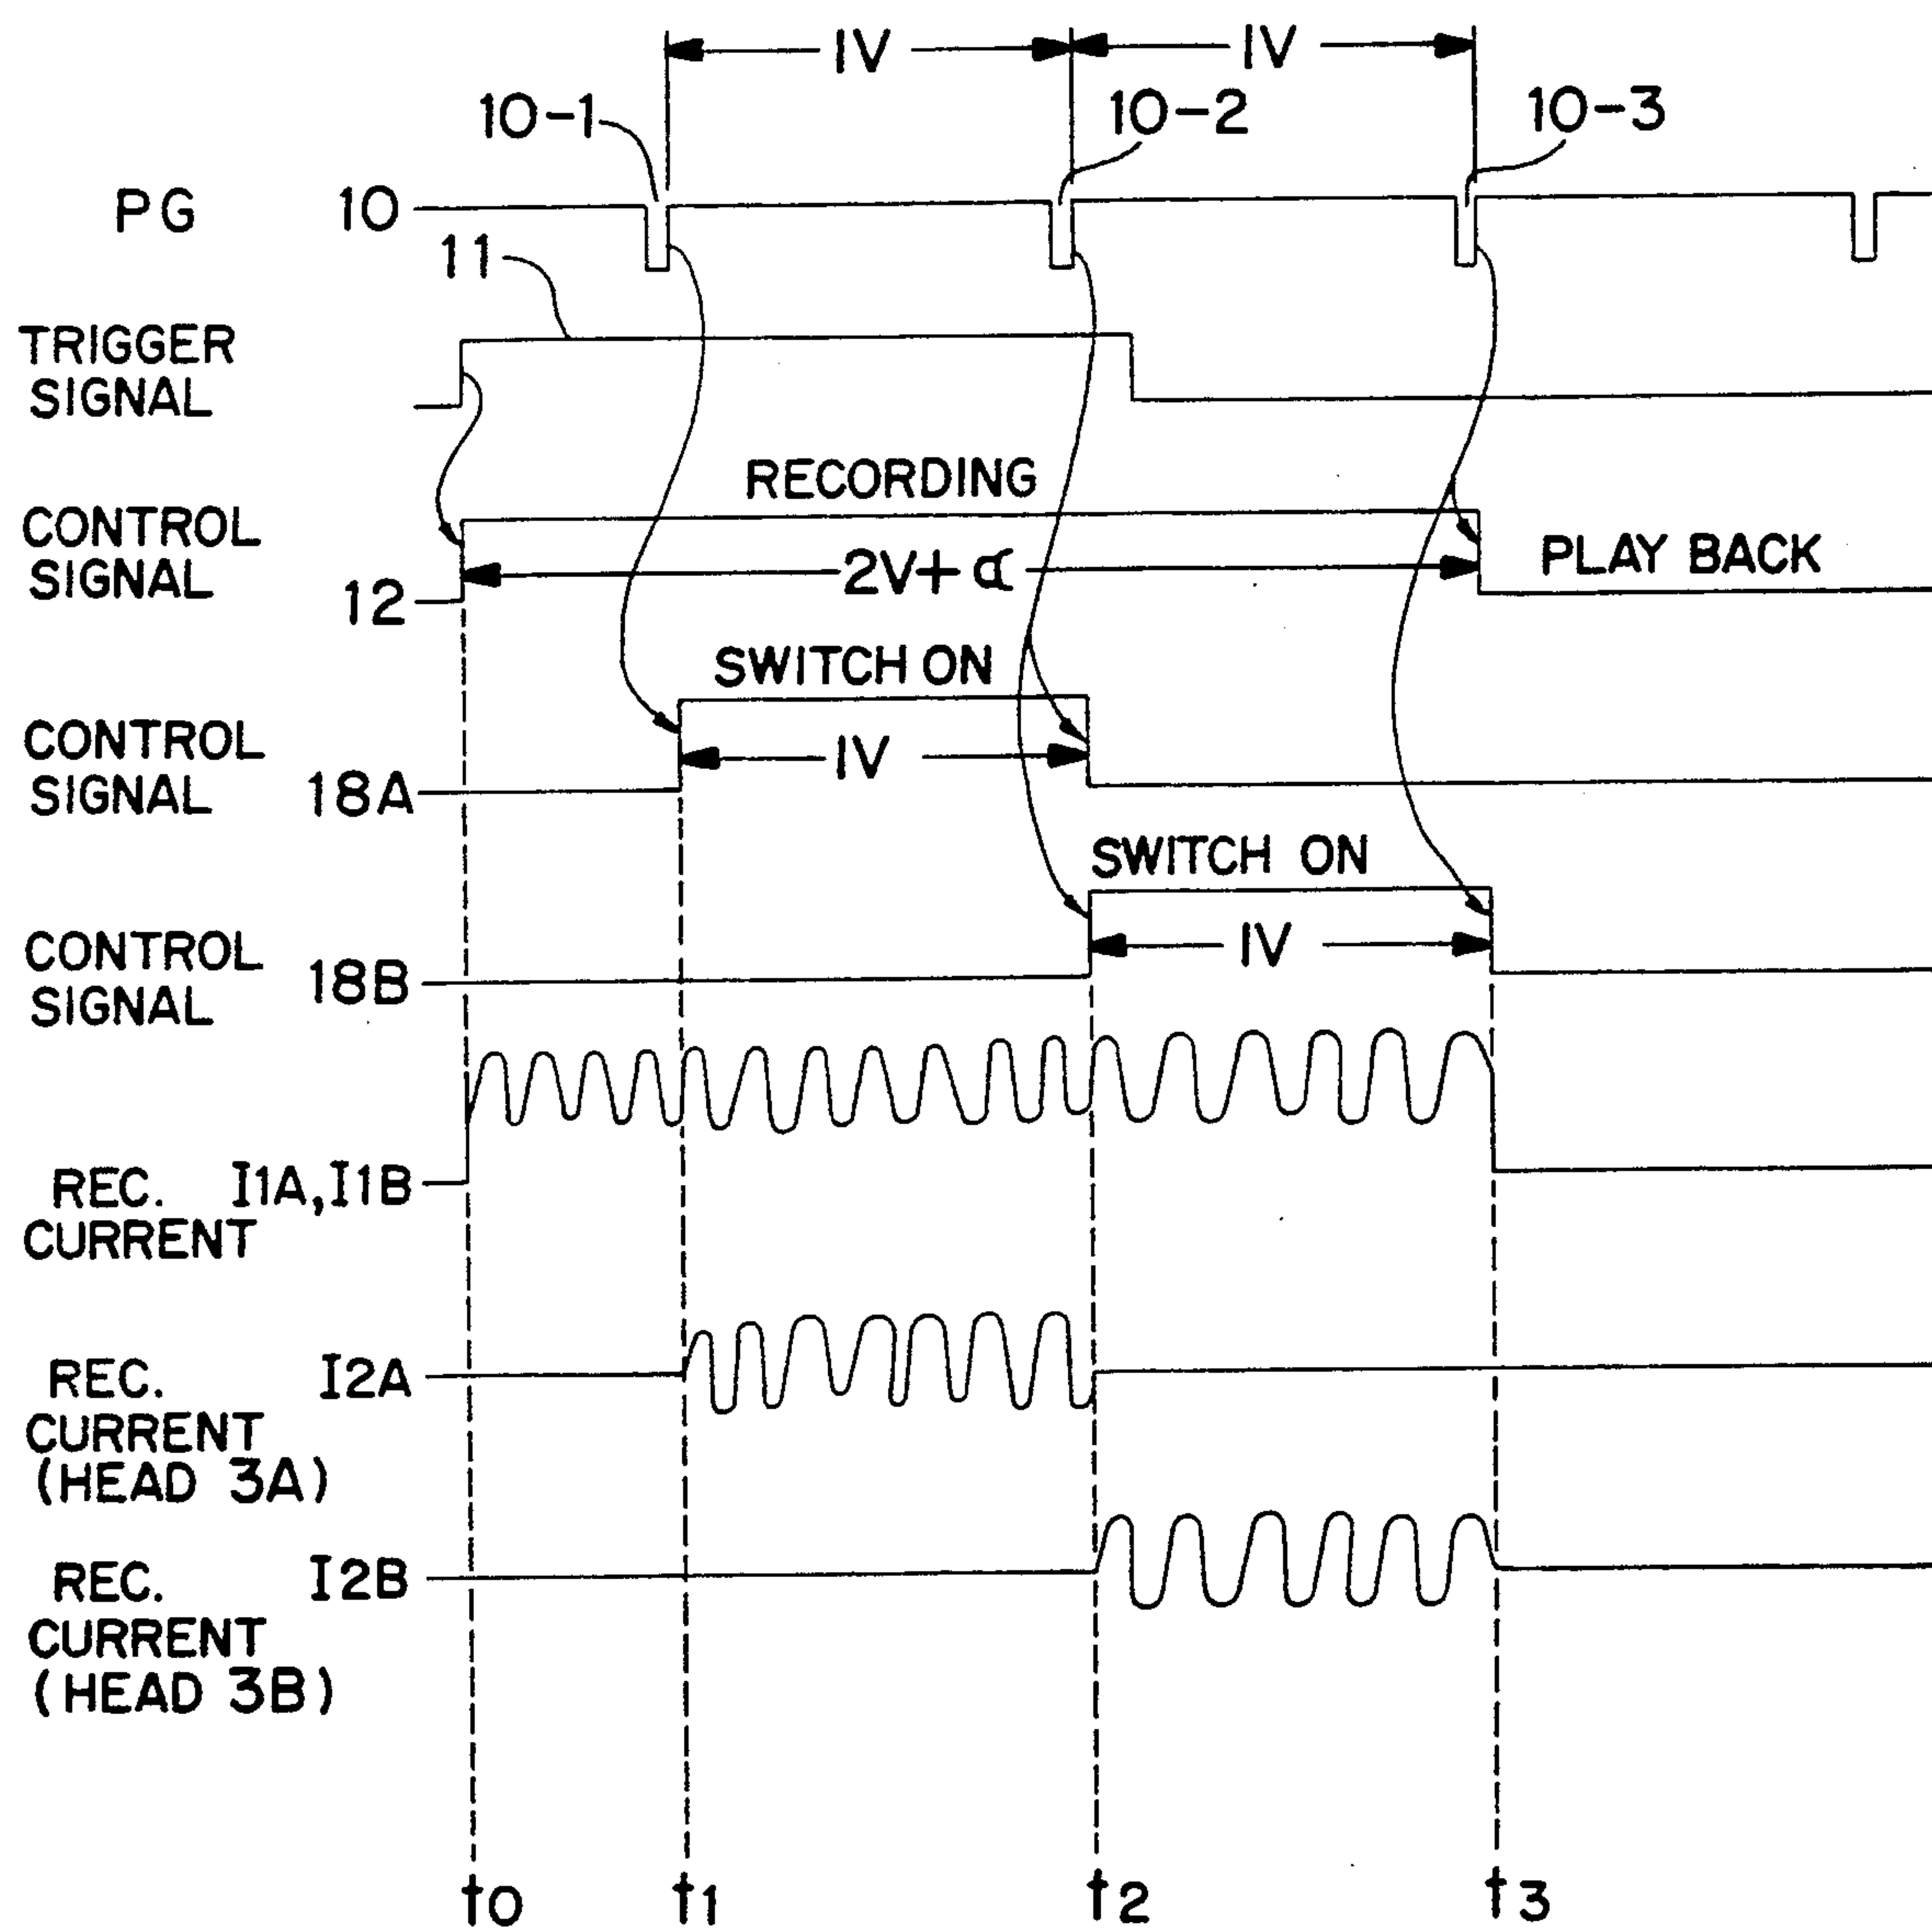 IV IV
10-1 10-2 10-3
PG 10
11
TRIGGER
SIGNAL
RECORDING
CONTROL
SIGNAL
12
2V+α
PLAY BACK
SWITCH ON
CONTROL
SIGNAL 18A
IV
SWITCH ON
CONTROL
SIGNAL 18B
IV
REC. I1A,I1B
CURRENT
REC. I2A
CURRENT
(HEAD 3A)
REC. I2B
CURRENT
(HEAD 3B)
t0 t1 t2 t3